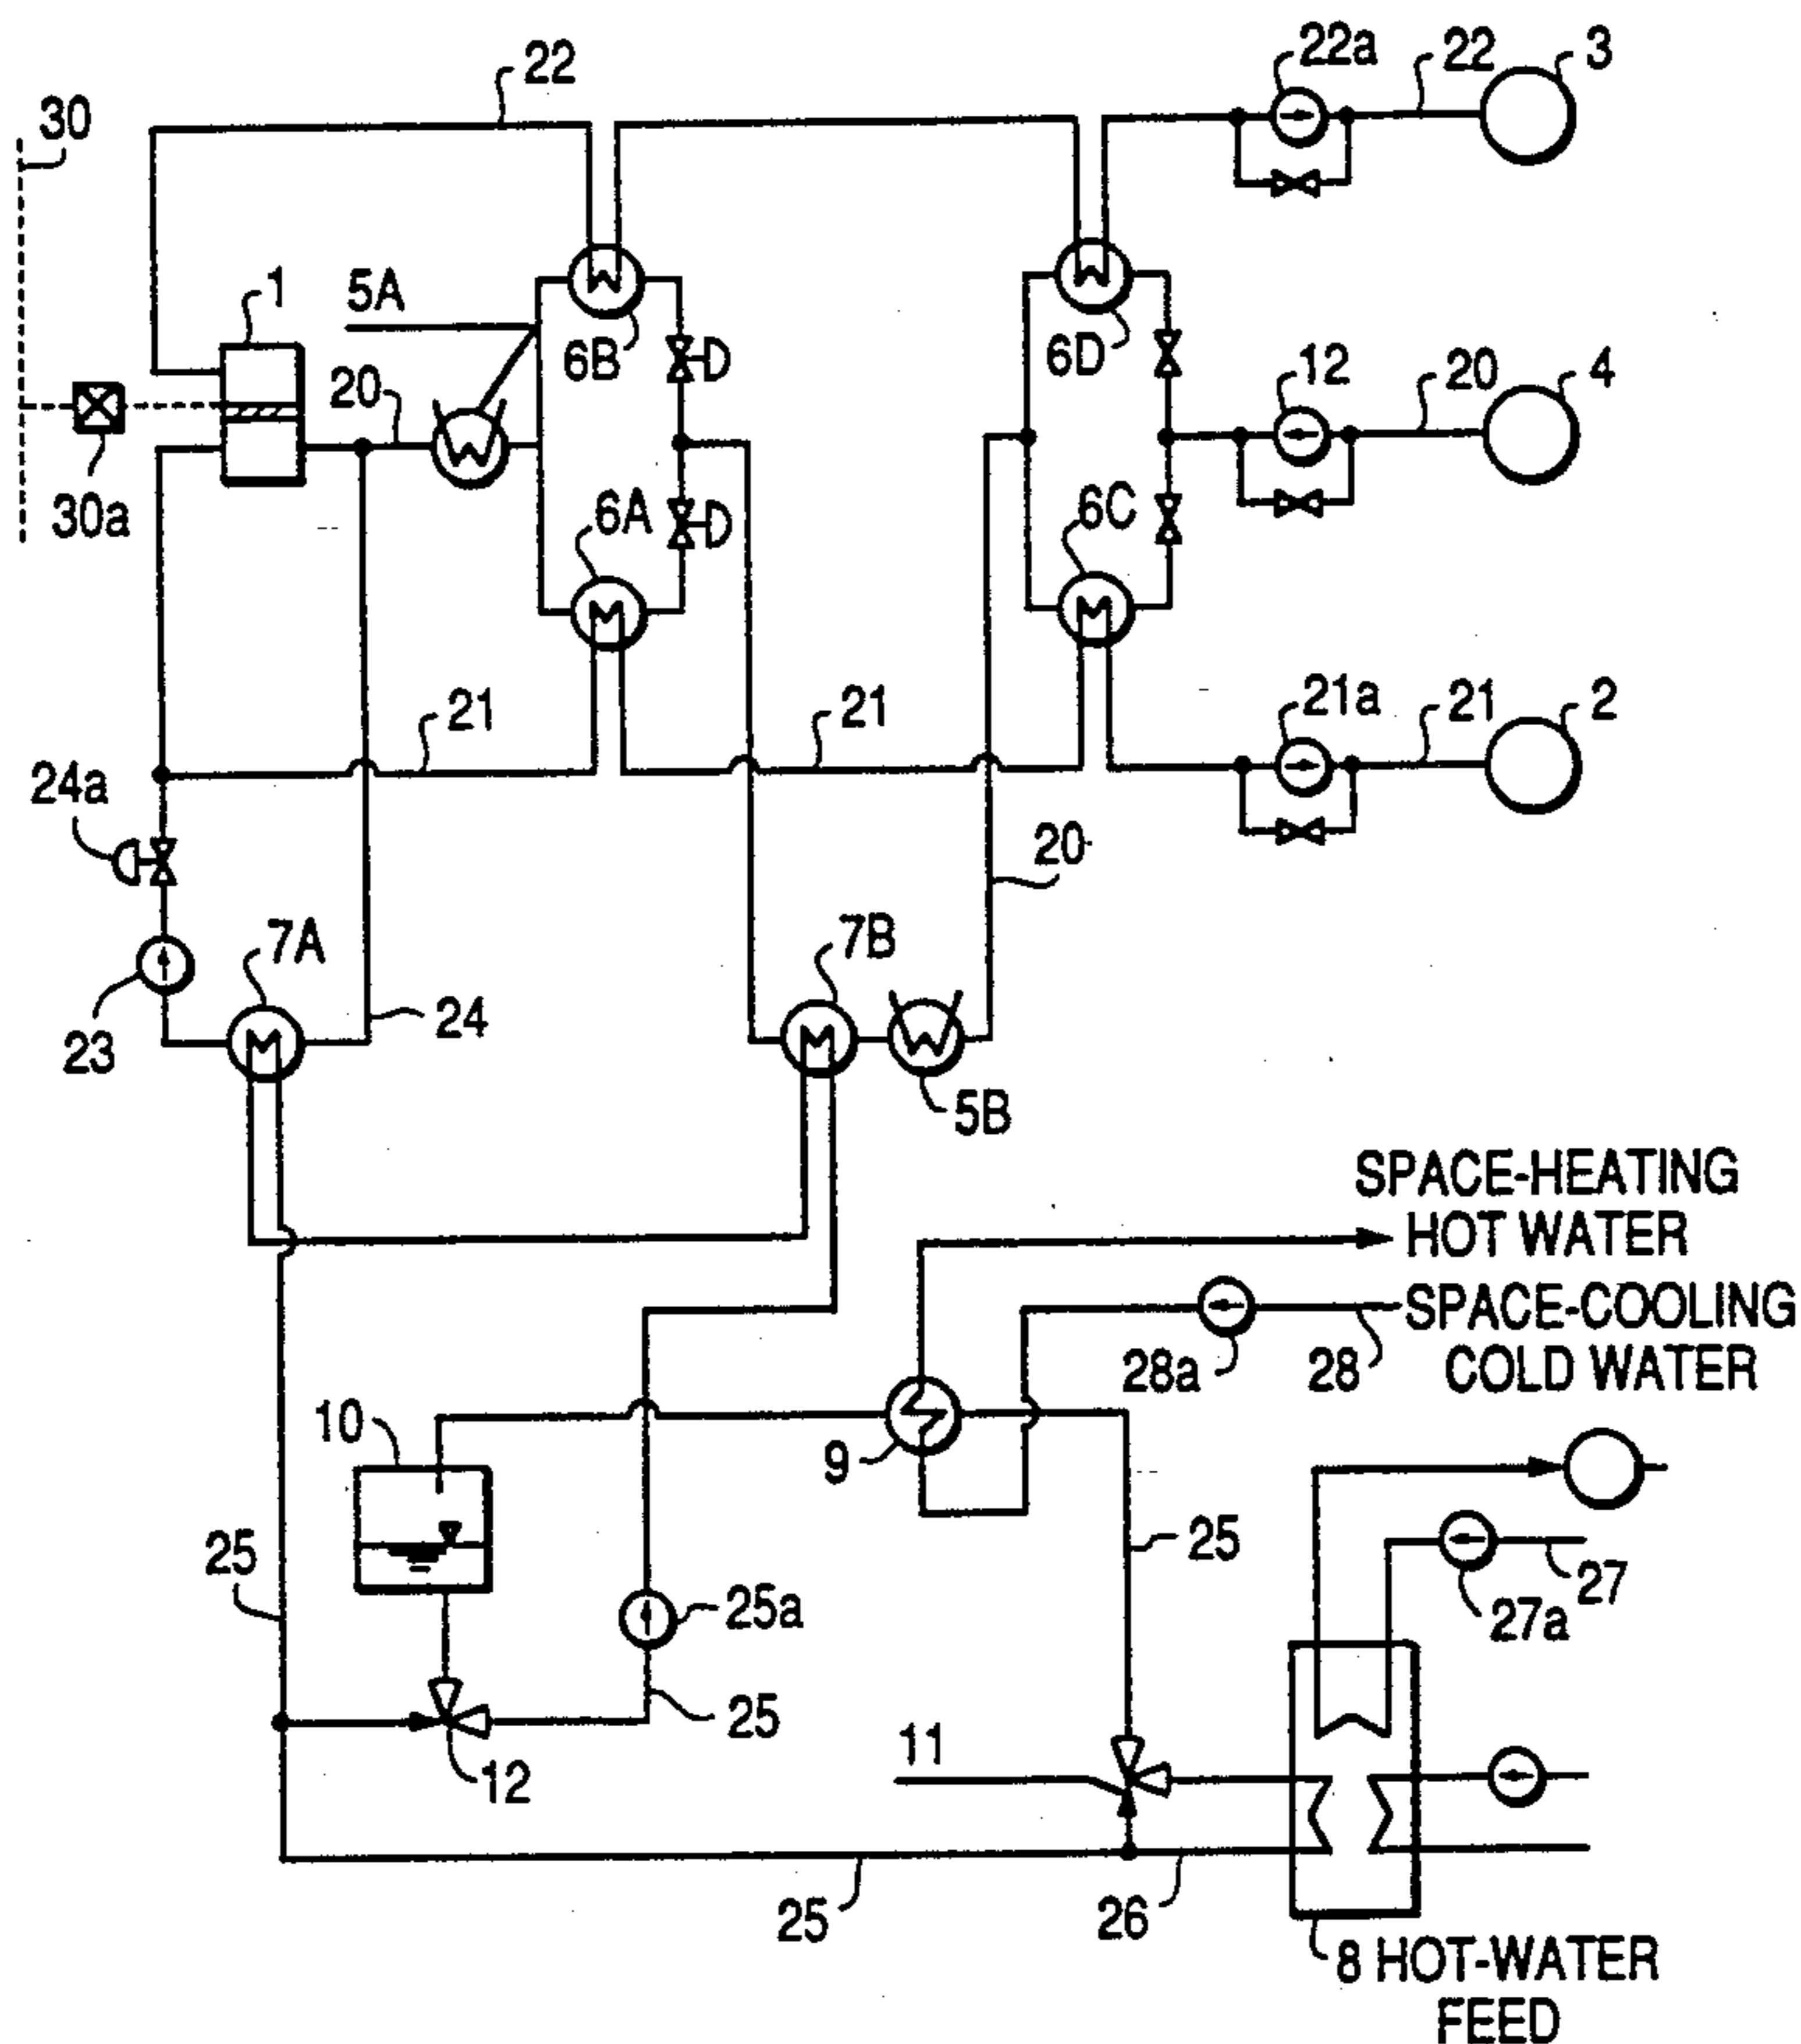 22
22a
22
3
30
1
5A
6B
D
6D
20
12
20
4
30a
6A
D
6C
21
21
21a
21
2
24a
20
7A
7B
23
24
5B
SPACE-HEATING
HOT WATER
SPACE-COOLING
28a
28
COLD WATER
10
9
25
25
27
25a
27a
25
11
12
25
26
8 HOT-WATER
FEED